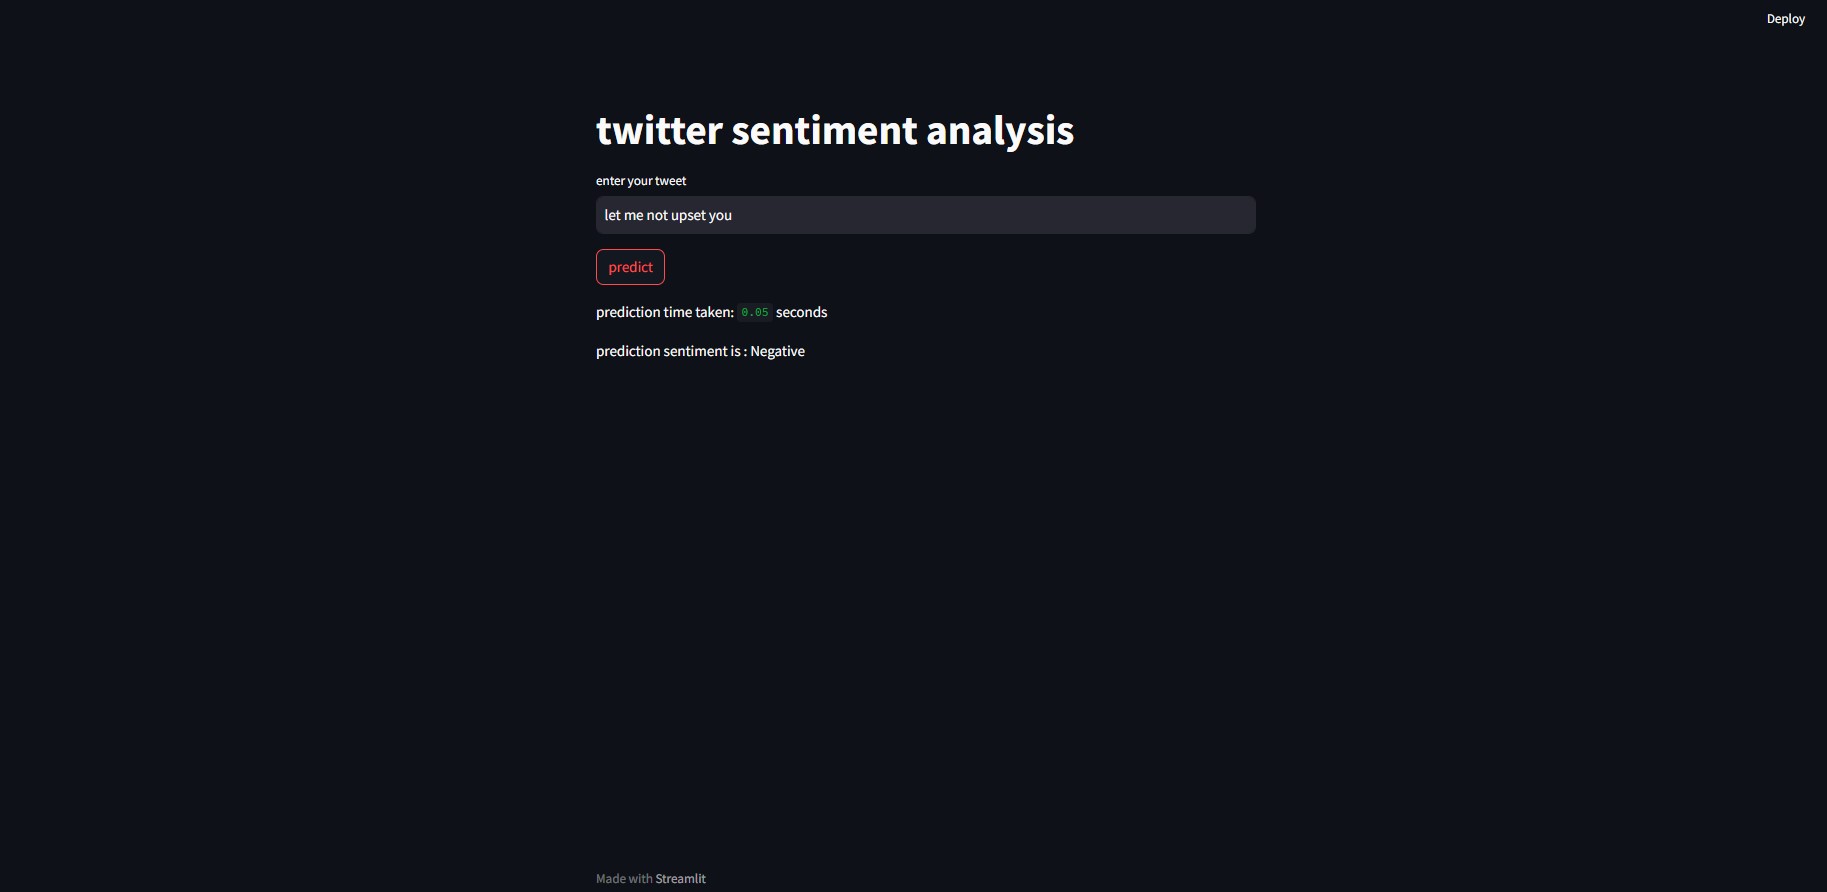 Deploy
twitter sentiment analysis
enter your tweet
let me not upset you
predict
prediction time taken: 0.05 seconds
prediction sentiment is : Negative
Made with Streamlit